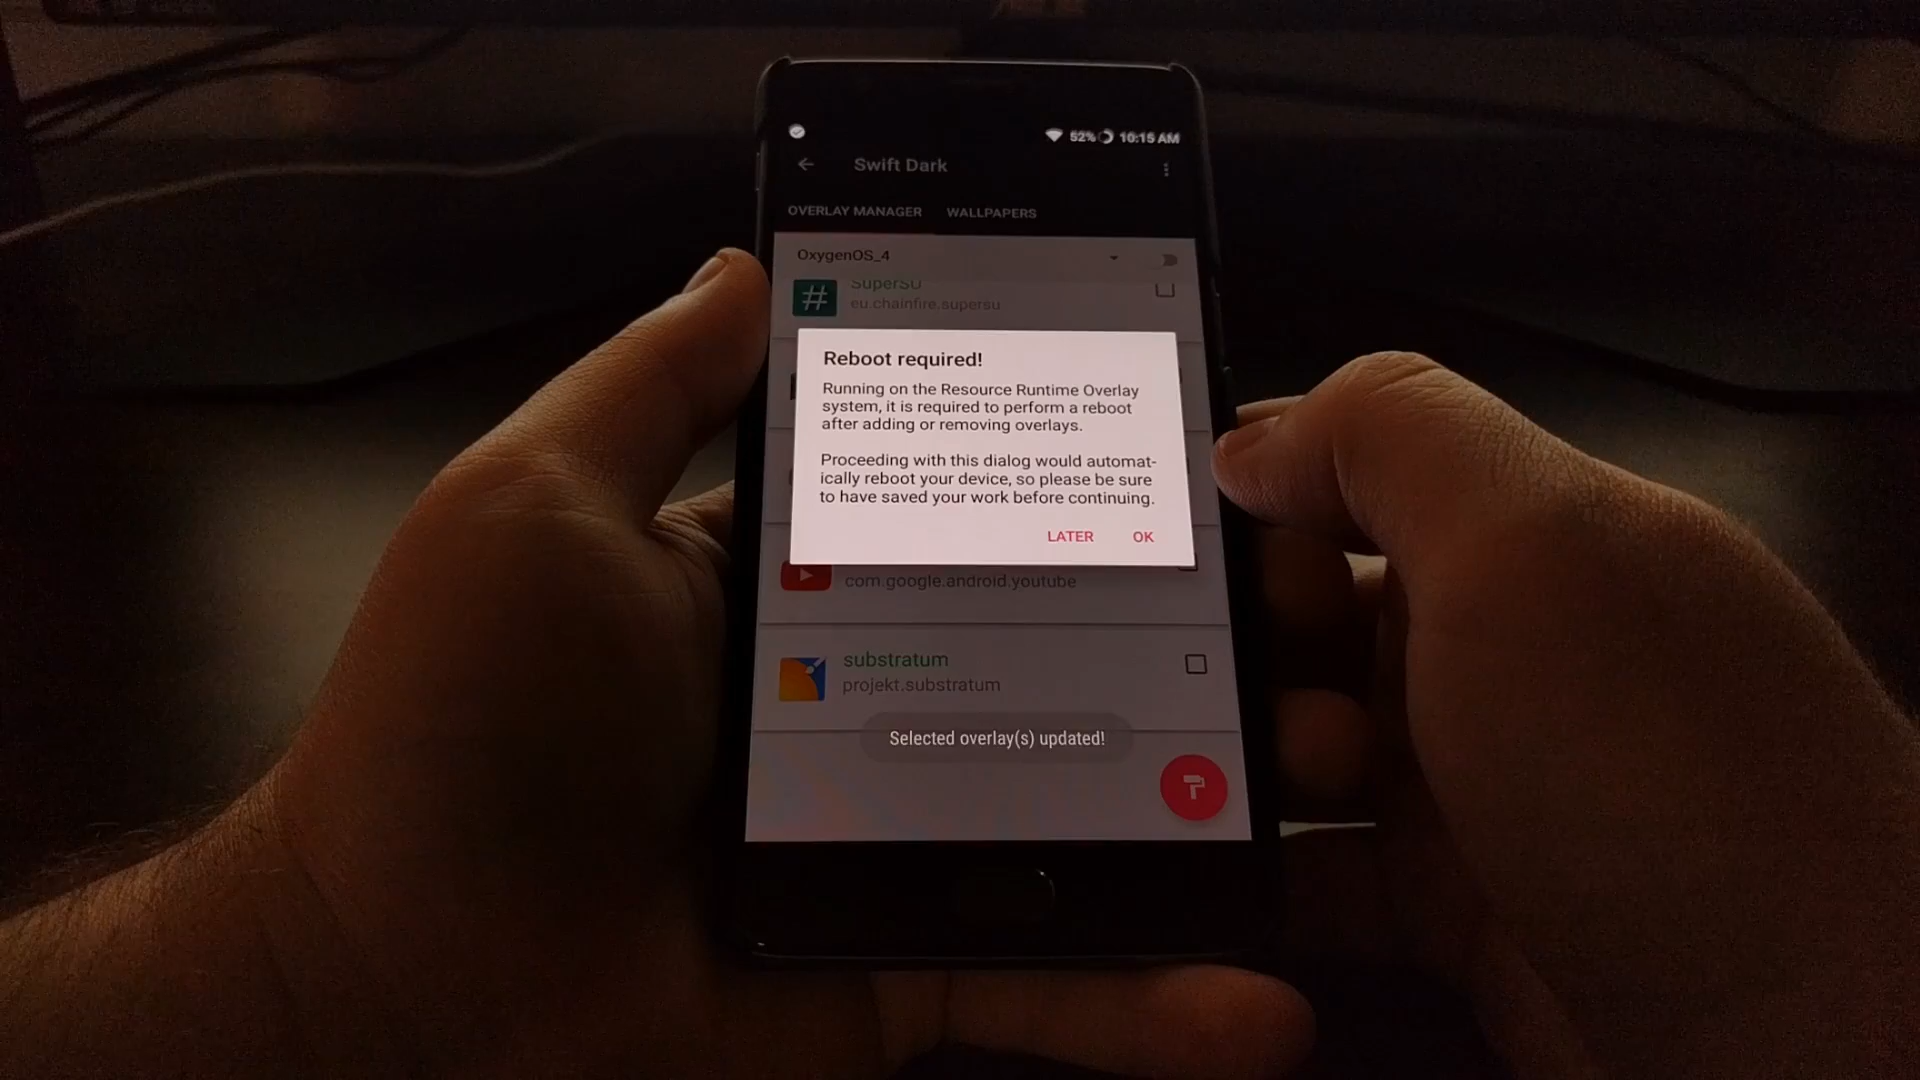 52% 10:15 AM
Swift Dark
OVERLAY MANAGER WALLPAPERS
OxygenOS_4
SuperSU
eu.chainfire.supersu
Reboot required!
Running on the Resource Runtime Overlay
system, it is required to perform a reboot
after adding or removing overlays.
Proceeding with this dialog would automat-
ically reboot your device, so please be sure
to have saved your work before continuing.
LATER OK
com.google.android.youtube
substratum
projekt.substratum
Selected overlay(s) updated!